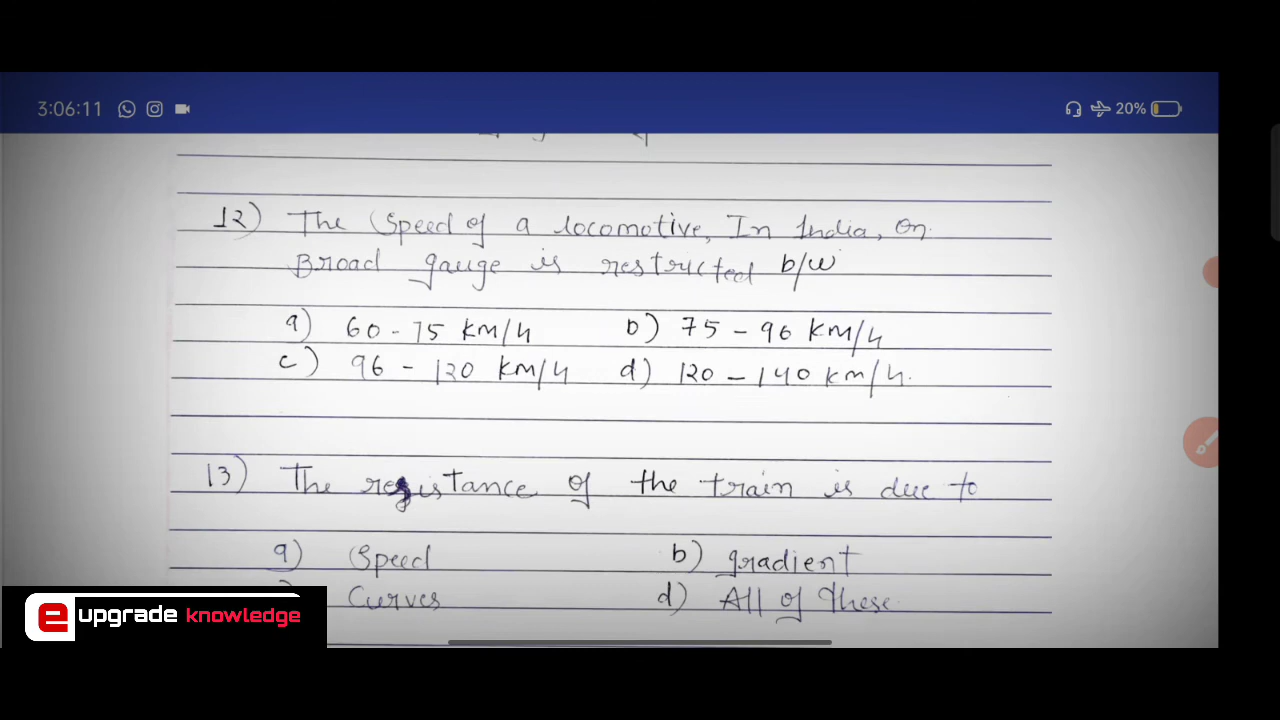 3:06:11
20%
12) The Speed of a locomotive, In India, On
Broad gauge is restricted b/w
a) 60 - 75 KM/h b) 75 - 96 KM/h
c) 96 - 120 KM/h d) 120 - 140 KM/h.
13) The resistance of the train is due to
a) Speed b) gradient
Curves d) All of these
e upgrade knowledge